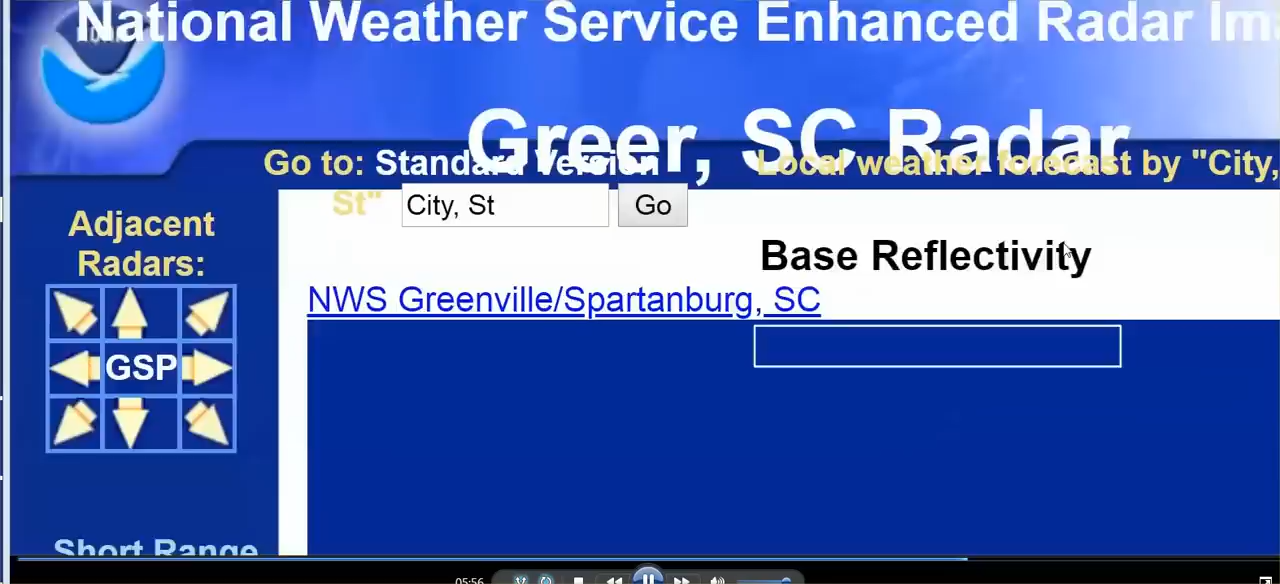 National Weather Service Enhanced Radar Im
Greer, SC Radar
Go to: Standard Version Local weather forecast by "City,
St" City, St Go
Adjacent
Radars:
Base Reflectivity
NWS Greenville/Spartanburg, SC
GSP
Short Range
05:56